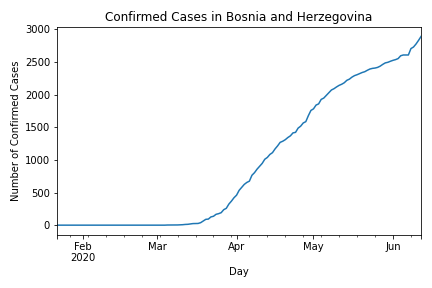 Confirmed Cases in Bosnia and Herzegovina
3000
2500
2000
1500
1000
500
0
Number of Confirmed Cases
Feb Mar Apr May Jun
2020
Day